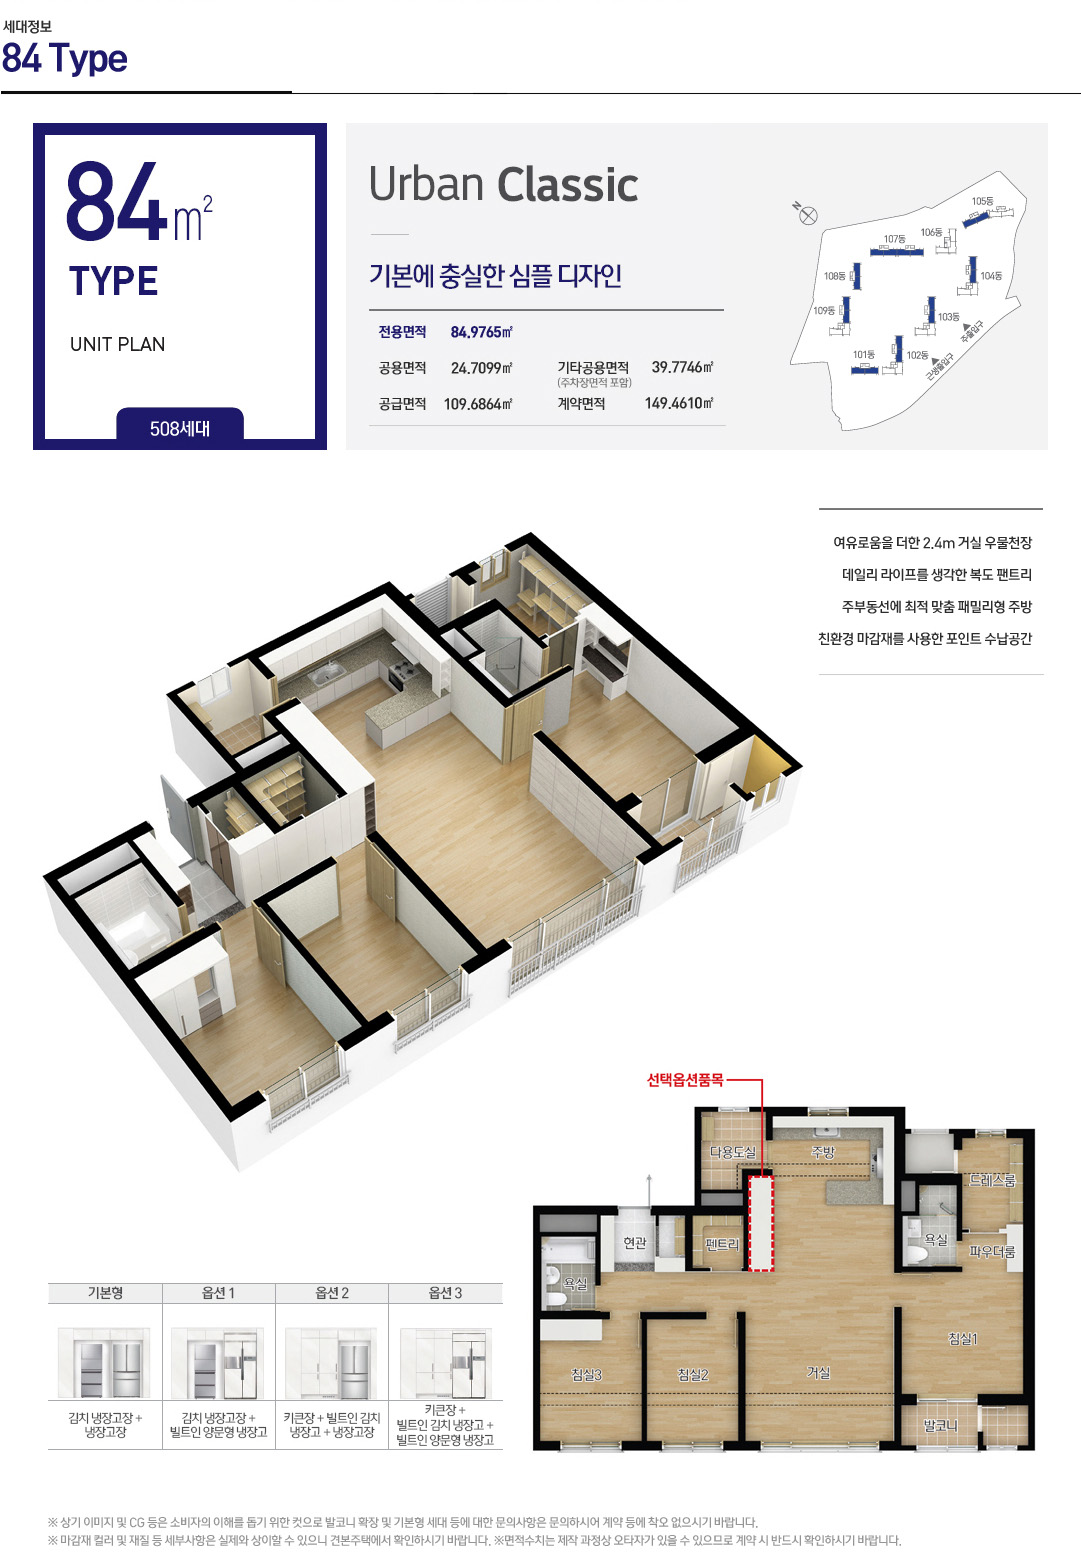 세대정보
84 Type
84m²
TYPE
UNIT PLAN
508세대
Urban Classic
기본에 충실한 심플 디자인
전용면적 84.9765㎡
공용면적 24.7099㎡ 기타공용면적 39.7746㎡
(주차장면적 포함)
공급면적 109.6864㎡ 계약면적 149.4610㎡
N
105동
106동
107동
108동
104동
109동
103동
주출입구
101동
102동
근생출입구
여유로움을 더한 2.4m 거실 우물천장
데일리 라이프를 생각한 복도 팬트리
주부동선에 최적 맞춤 패밀리형 주방
친환경 마감재를 사용한 포인트 수납공간
선택옵션품목
다용도실
주방
드레스룸
현관
펜트리
욕실
파우더룸
욕실
침실1
침실3
침실2
거실
발코니
기본형 옵션 1 옵션 2 옵션 3
김치 냉장고장 +
냉장고장
김치 냉장고장 +
빌트인 양문형 냉장고
키큰장 + 빌트인 김치
냉장고 + 냉장고장
키큰장 +
빌트인 김치 냉장고 +
빌트인 양문형 냉장고
※ 상기 이미지 및 CG 등은 소비자의 이해를 돕기 위한 컷으로 발코니 확장 및 기본형 세대 등에 대한 문의사항은 문의하시어 계약 등에 착오 없으시기 바랍니다.
※ 마감재 컬러 및 재질 등 세부사항은 실제와 상이할 수 있으니 견본주택에서 확인하시기 바랍니다. ※면적수치는 제작 과정상 오타자가 있을 수 있으므로 계약 시 반드시 확인하시기 바랍니다.